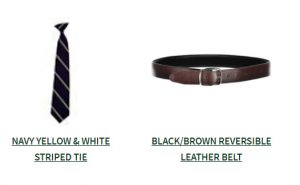 NAVY YELLOW & WHITE
STRIPED TIE
BLACK/BROWN REVERSIBLE
LEATHER BELT